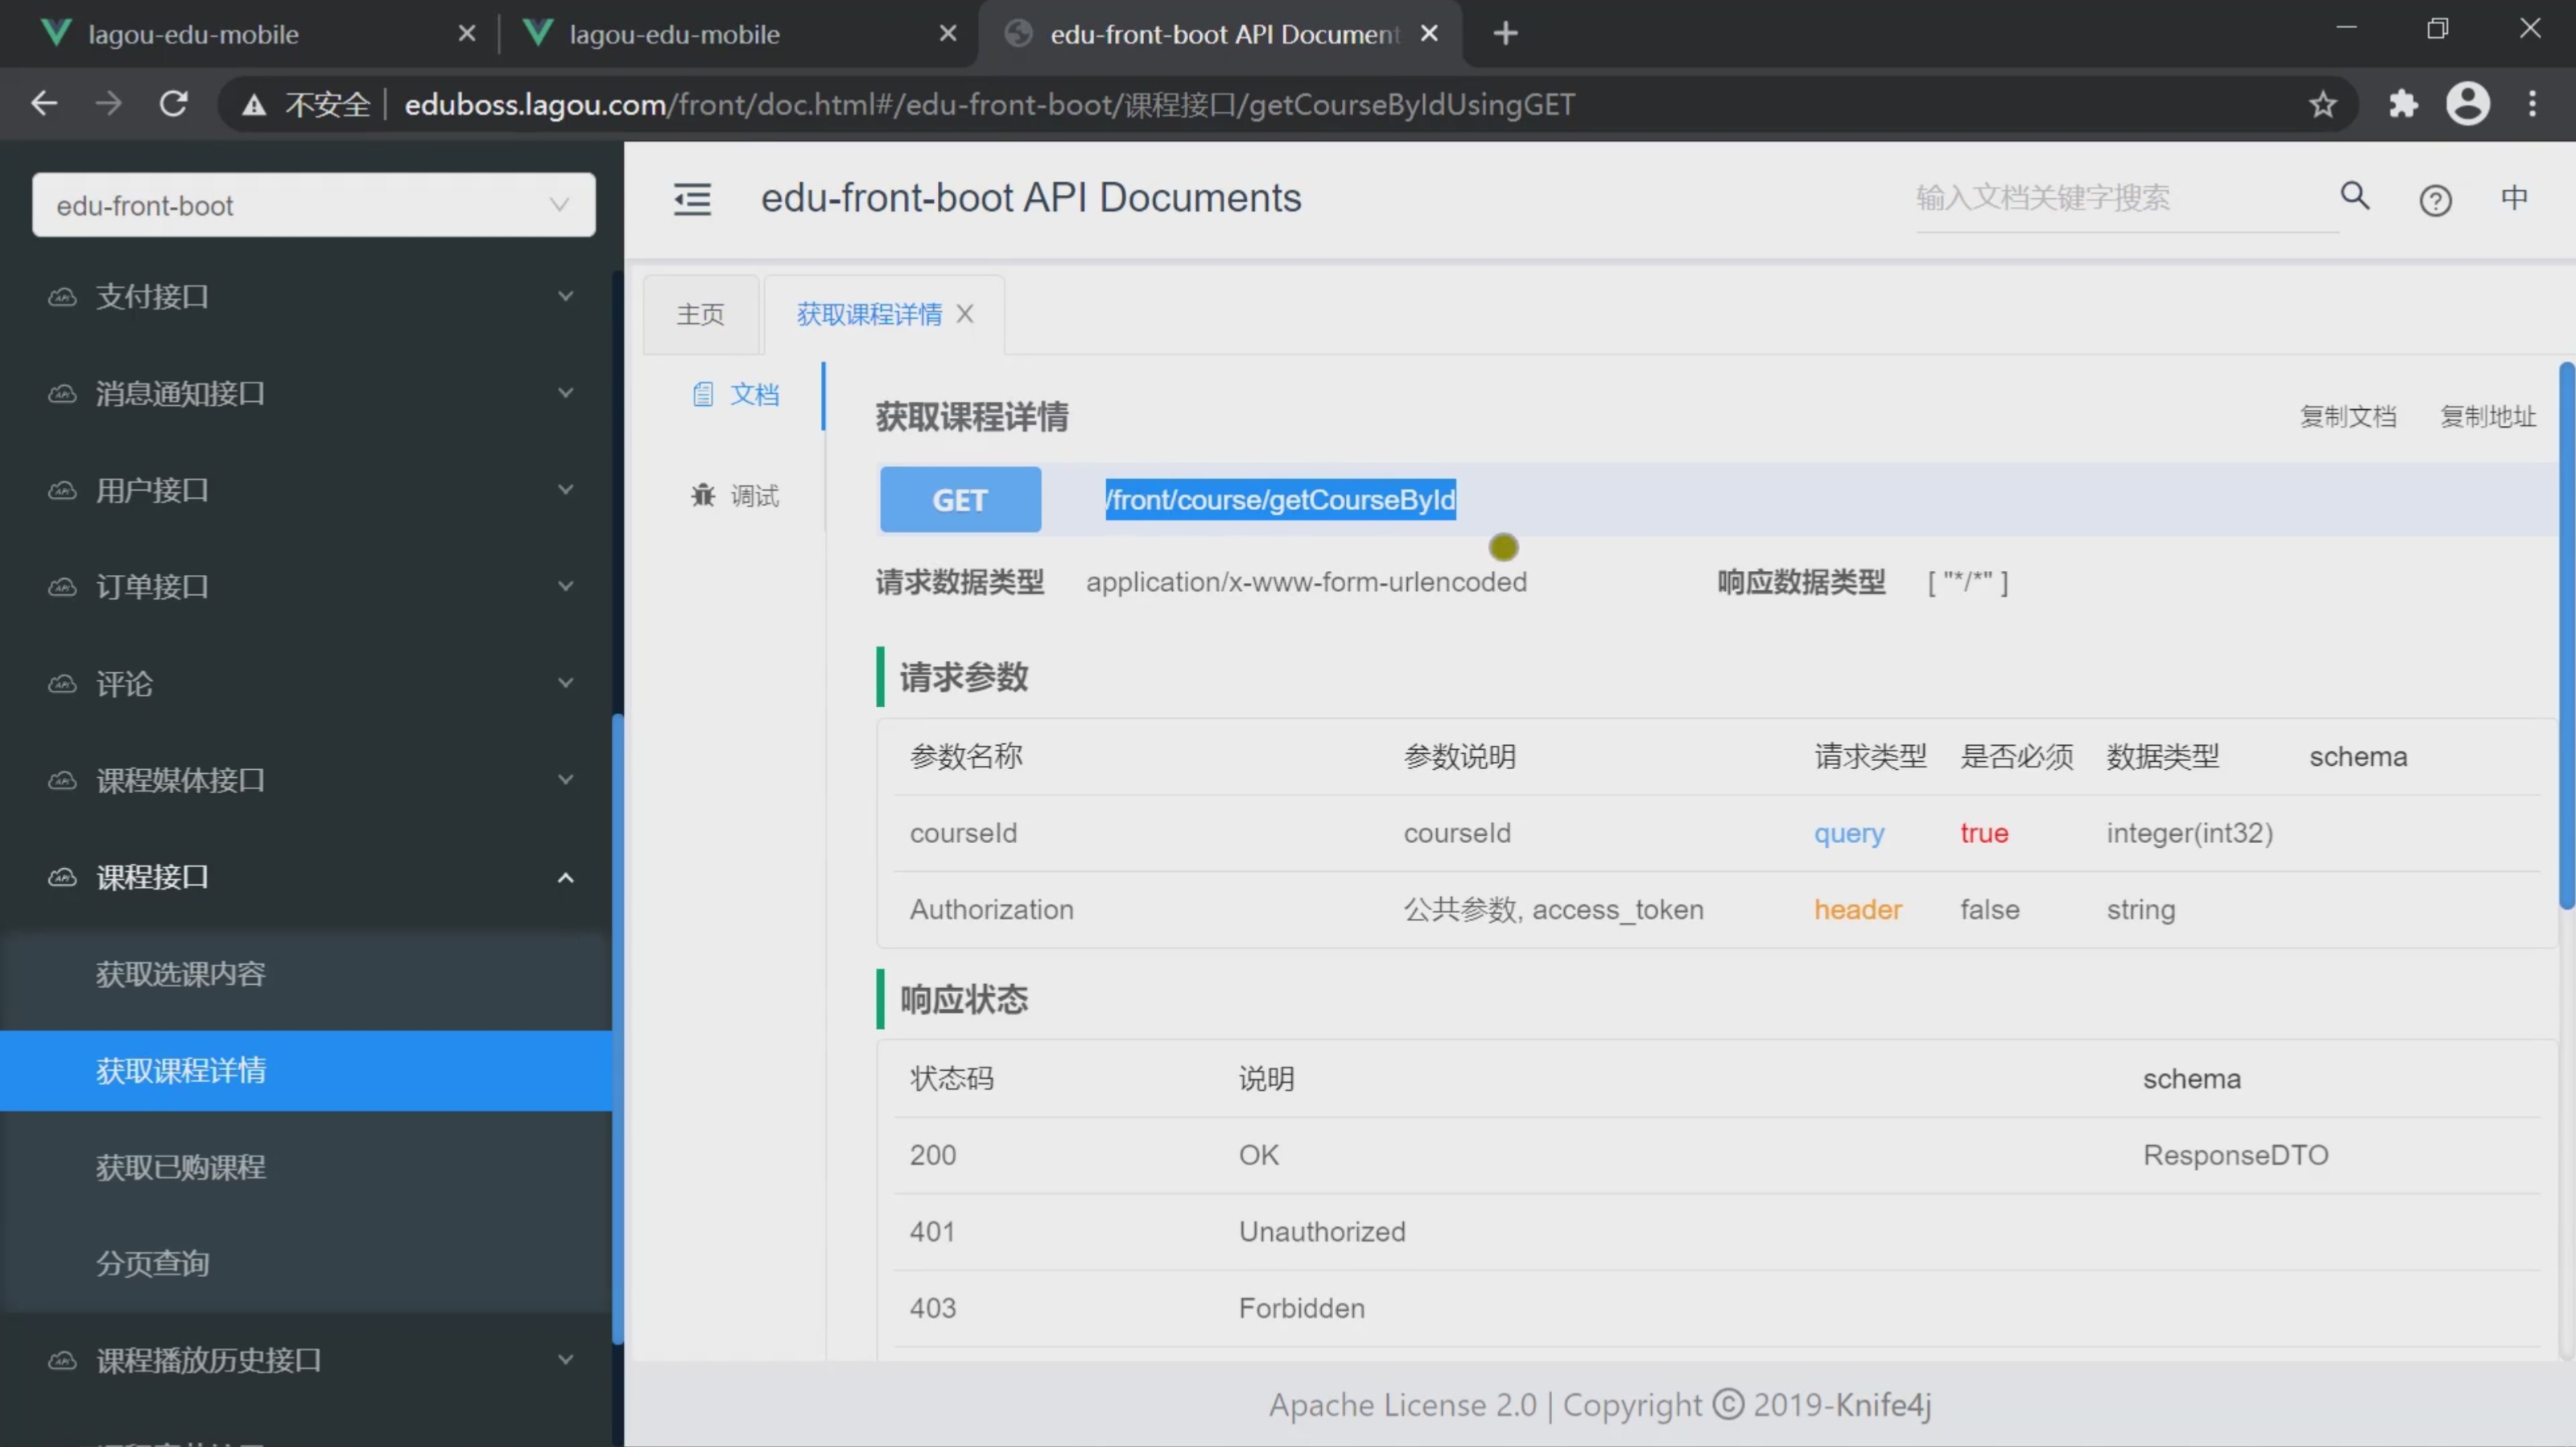 lagou-edu-mobile
lagou-edu-mobile
edu-front-boot API Document
不安全
eduboss.lagou.com/front/doc.html#/edu-front-boot/课程接口/getCourseByIdUsingGET
edu-front-boot
edu-front-boot API Documents
输入文档关键字搜索
中
支付接口
消息通知接口
用户接口
订单接口
评论
课程媒体接口
课程接口
获取选课内容
获取课程详情
获取已购课程
分页查询
课程播放历史接口
主页
获取课程详情
文档
调试
获取课程详情
复制文档
复制地址
GET
/front/course/getCourseById
请求数据类型 application/x-www-form-urlencoded
响应数据类型 [ "*/*" ]
请求参数
参数名称 参数说明 请求类型 是否必须 数据类型 schema
courseId courseId query true integer(int32)
Authorization 公共参数, access_token header false string
响应状态
状态码 说明 schema
200 OK ResponseDTO
401 Unauthorized
403 Forbidden
Apache License 2.0 | Copyright © 2019-Knife4j